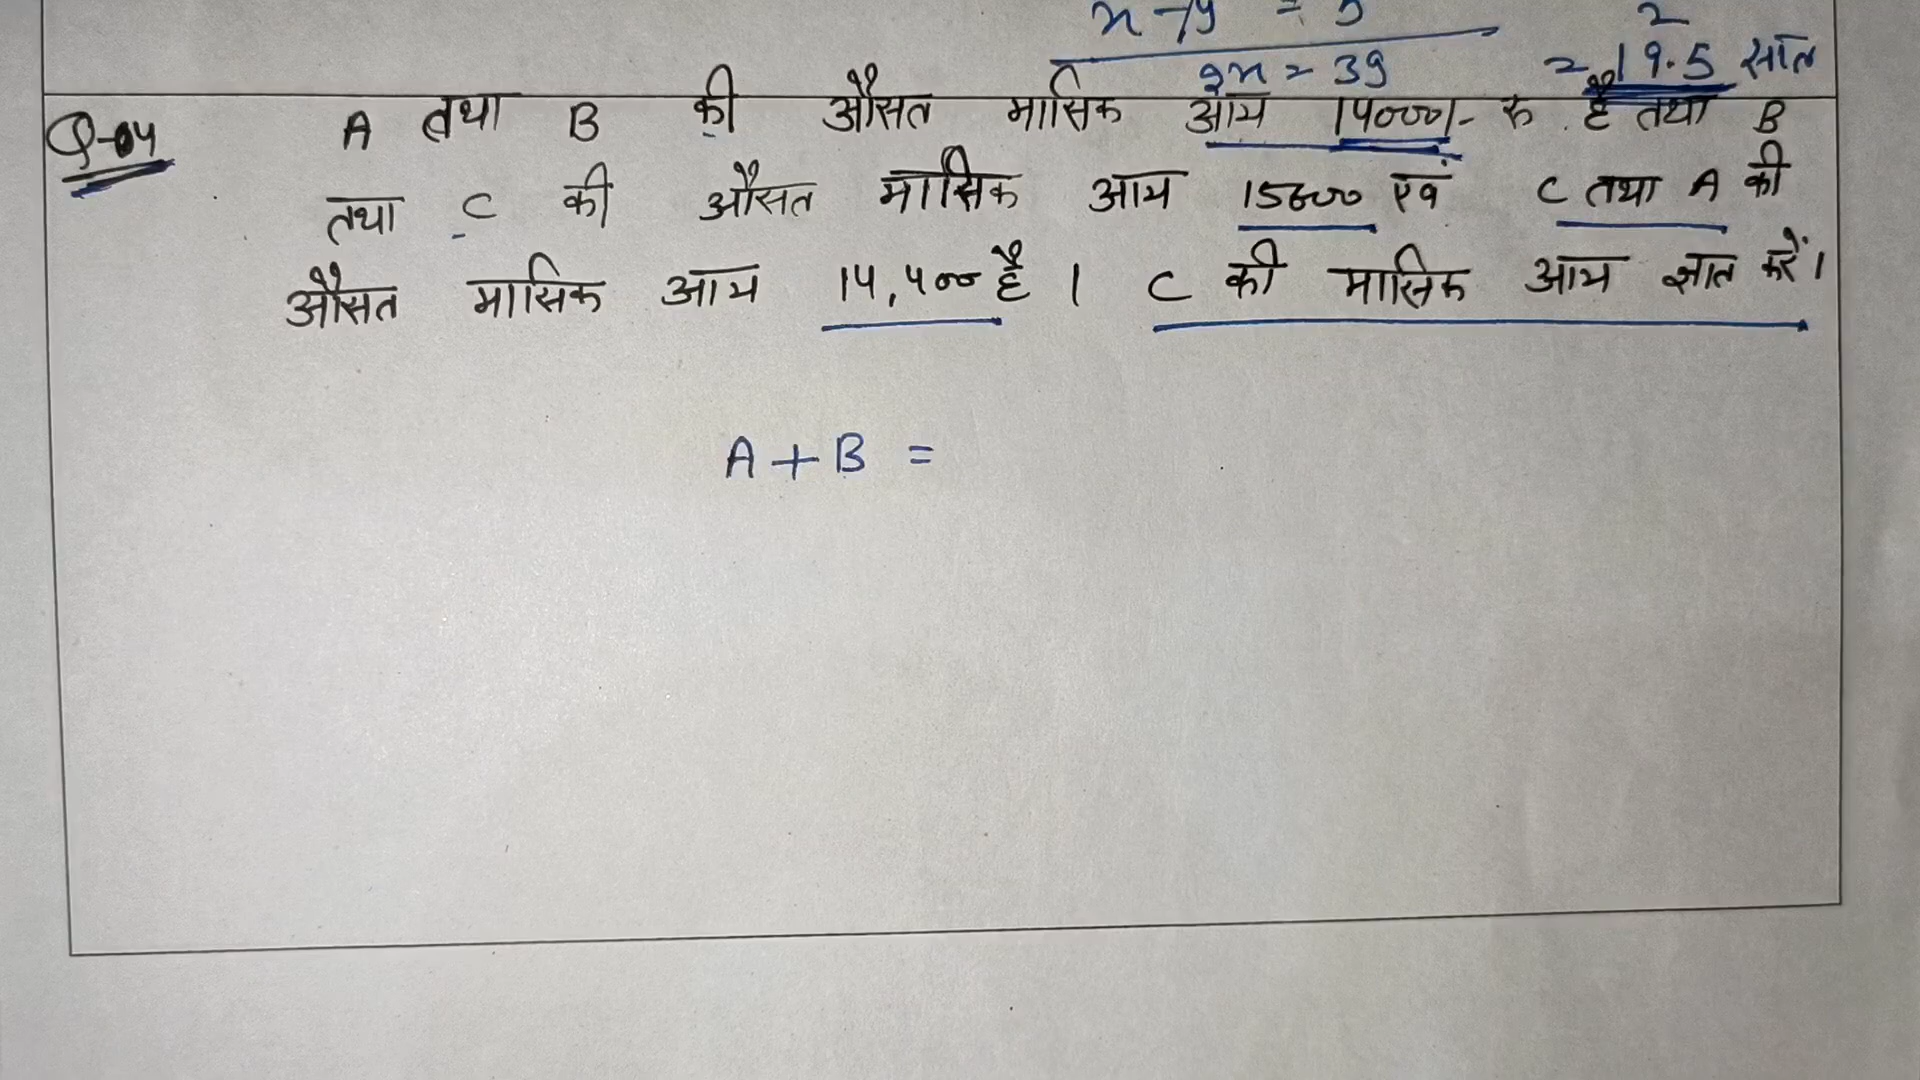 x - y = 5
2x = 39
2
= 19.5 साल
Q-04 A तथा B की औसत मासिक आय 14000/- रु है तथा B
तथा C की औसत मासिक आय 15600 एवं C तथा A की
औसत मासिक आय 14,400 है । C की मासिक आय ज्ञात करें।
A + B =